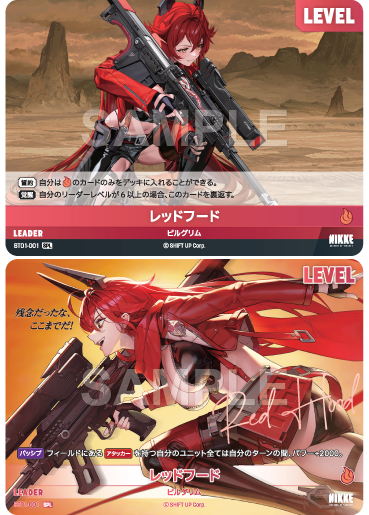 LEVEL
SAMPLE
誓約 自分は🔥のカードのみをデッキに入れることができる。
覚醒 自分のリーダーレベルが6以上の場合、このカードを裏返す。
レッドフード
LEADER
ピルグリム
BT01-001 SPL
© SHIFT UP Corp.
NIKKE
LEVEL
残念だったな、
ここまでだ!
SAMPLE
Red Hood
パッシブ フィールドにある アタッカー を持つ自分のユニット全ては自分のターンの間、パワー+2000。
レッドフード
LEADER
ピルグリム
BT01-001 SPL
© SHIFT UP Corp.
NIKKE